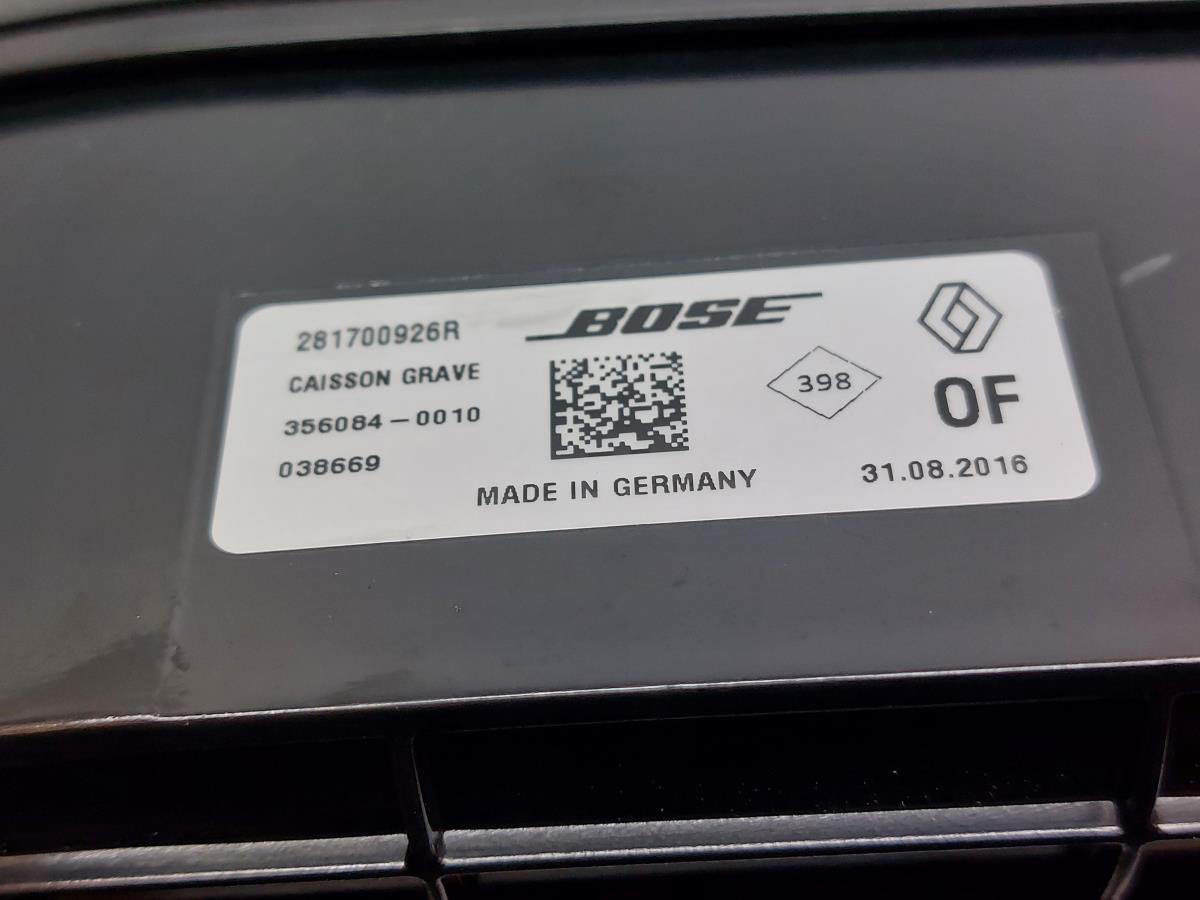 281700926R
BOSE
CAISSON GRAVE
356084-0010
038669
398
OF
MADE IN GERMANY
31.08.2016